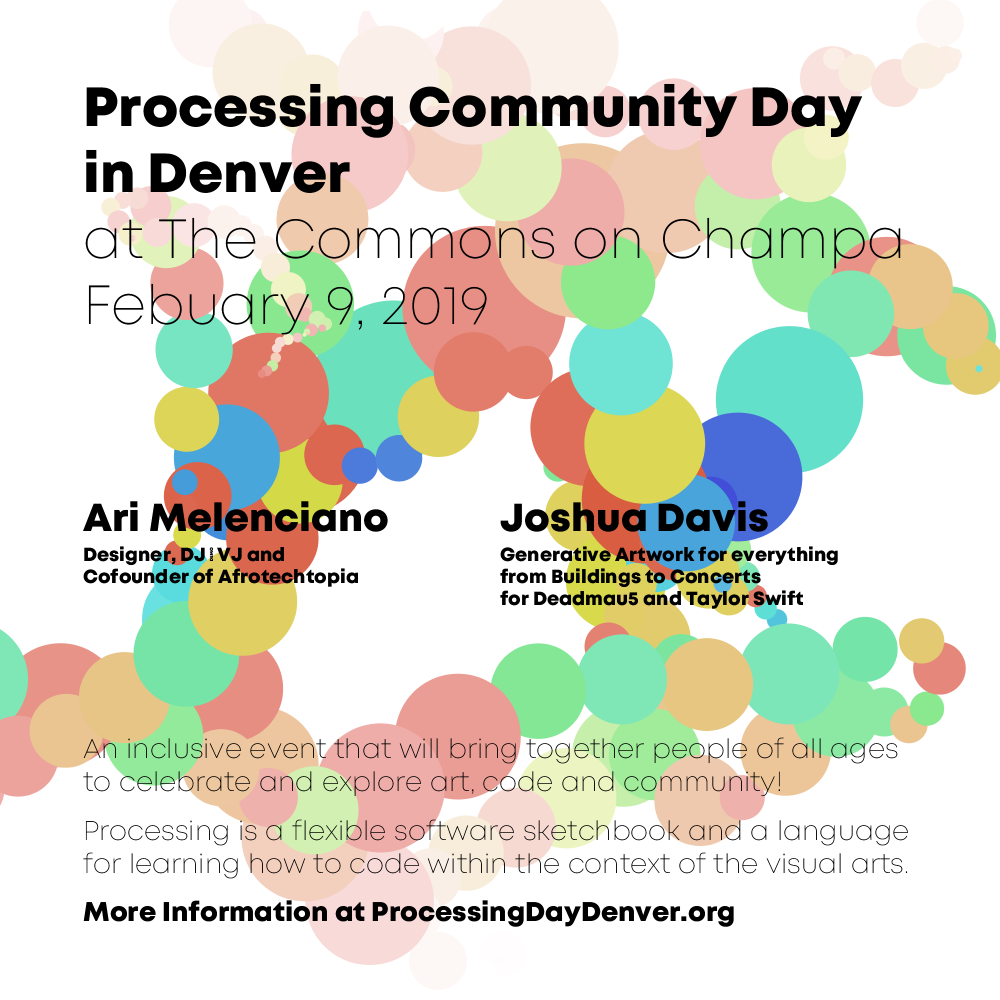 Processing Community Day
in Denver
at The Commons on Champa
Febuary 9, 2019
Ari Melenciano
Designer, DJ VJ and
Cofounder of Afrotechtopia
Joshua Davis
Generative Artwork for everything
from Buildings to Concerts
for Deadmau5 and Taylor Swift
An inclusive event that will bring together people of all ages
to celebrate and explore art, code and community!
Processing is a flexible software sketchbook and a language
for learning how to code within the context of the visual arts.
More Information at ProcessingDayDenver.org